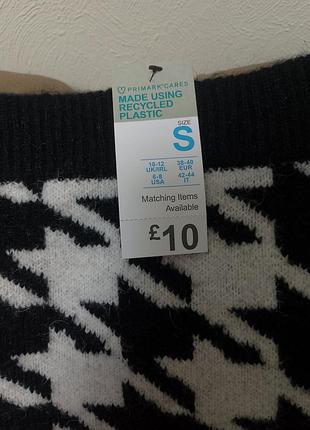 PRIMARK CARES
MADE USING
RECYCLED
PLASTIC
SIZE
S
10-12 38-40
UK/IRL EUR
6-8 42-44
USA IT
Matching Items
Available
£10